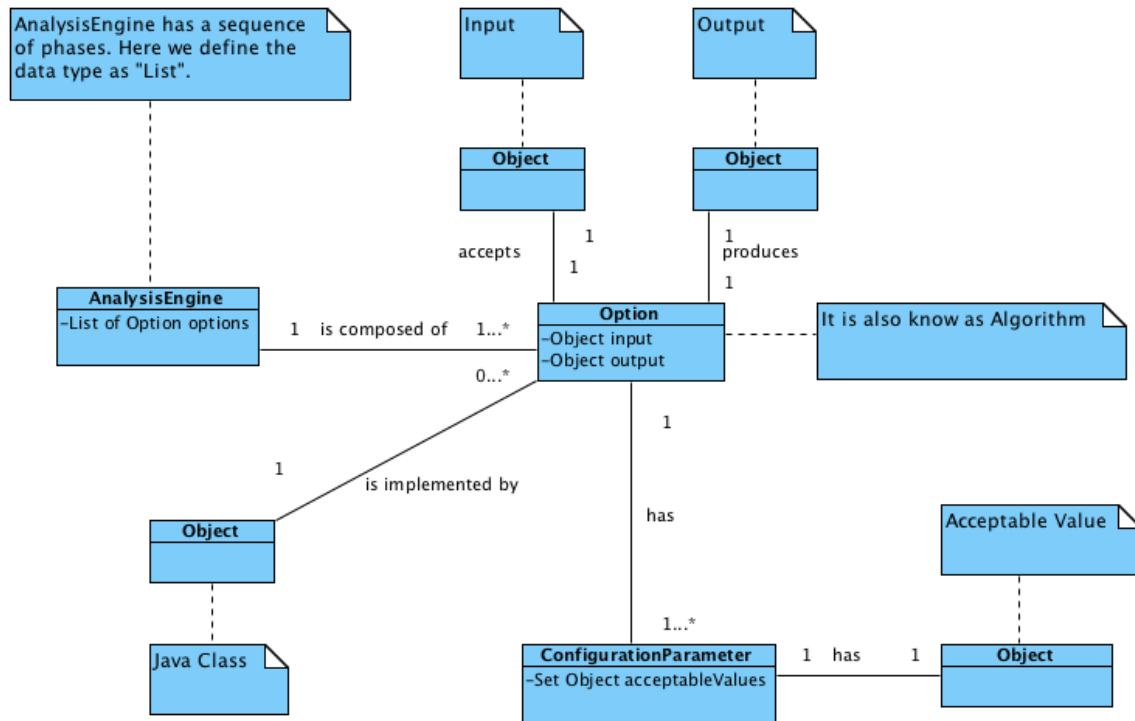 AnalysisEngine has a sequence
of phases. Here we define the
data type as "List".
Input
Output
Object
Object
accepts
1
1
1
produces
1
AnalysisEngine
-List of Option options
1 is composed of 1...*
Option
-Object input
-Object output
It is also know as Algorithm
0...*
1
1
is implemented by
has
Object
Java Class
Acceptable Value
1...*
ConfigurationParameter
-Set Object acceptableValues
1 has 1
Object